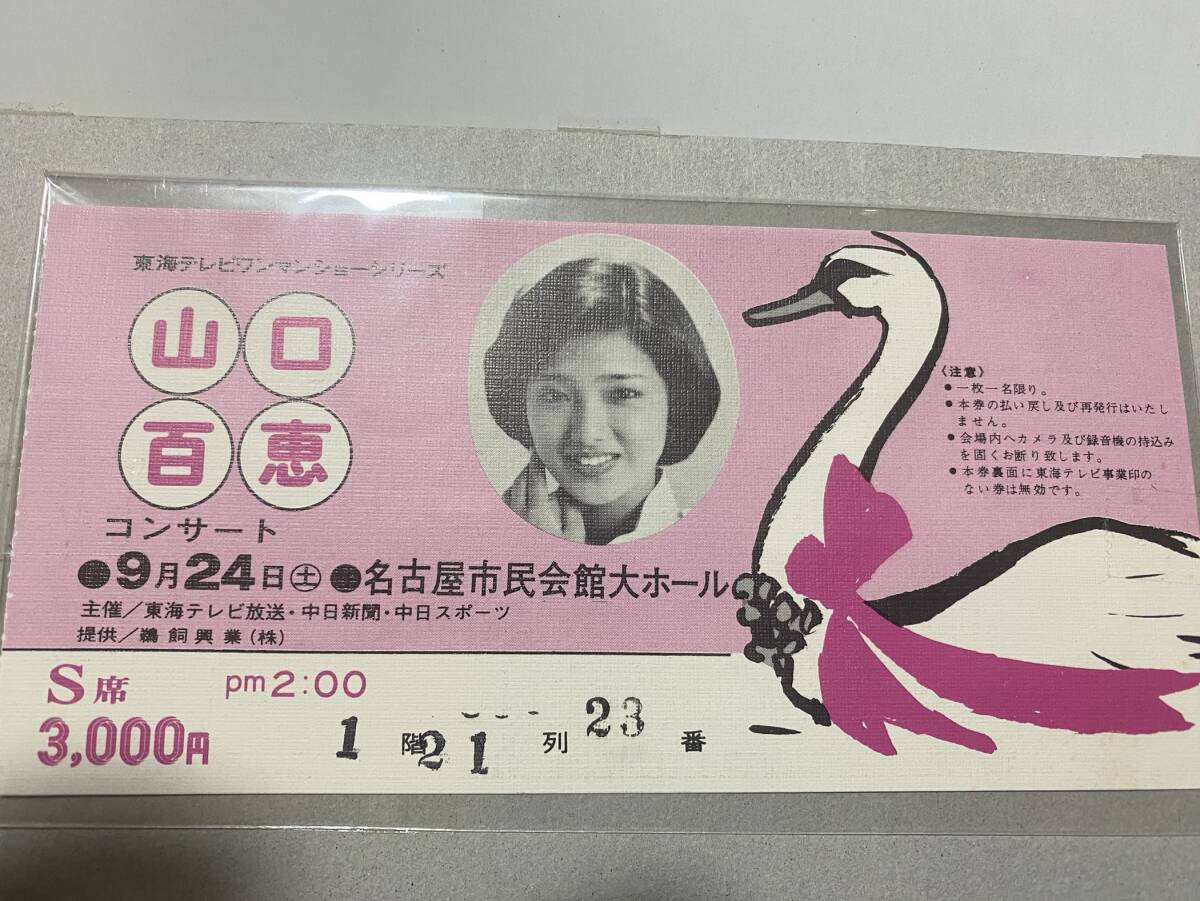 東海テレビワンマンショーシリーズ
山口
百恵
コンサート
●9月24日㊏●名古屋市民会館大ホール
主催/東海テレビ放送・中日新聞・中日スポーツ
提供/鵜飼興業(株)
〈注意〉
●一枚一名限り。
●本券の払い戻し及び再発行はいたし
ません。
●会場内へカメラ及び録音機の持込み
を固くお断り致します。
●本券裏面に東海テレビ事業印の
ない券は無効です。
S席 pm2:00
3,000円 1階21列23番